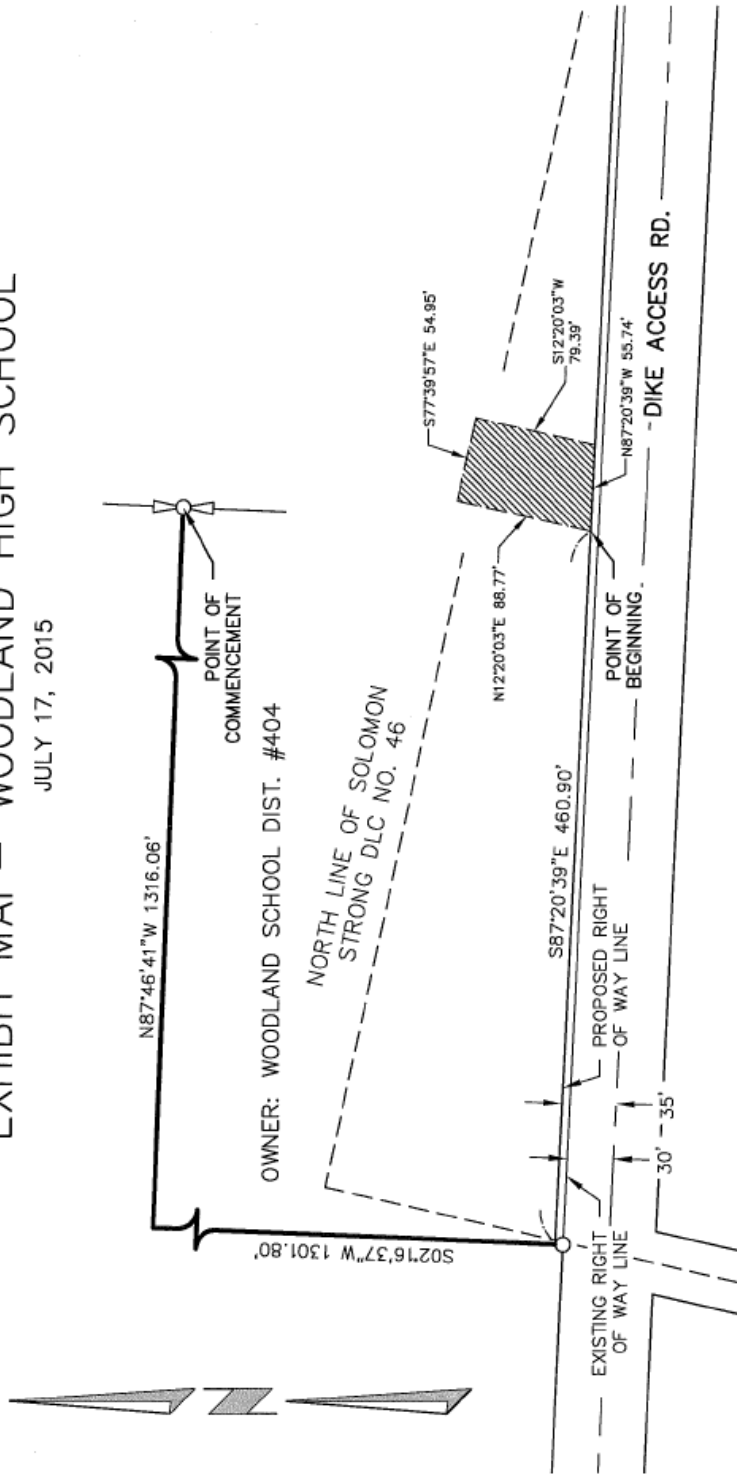 EXHIBIT MAP – WOODLAND HIGH SCHOOL
JULY 17, 2015
N87°46'41"W 1316.06'
POINT OF
COMMENCEMENT
OWNER: WOODLAND SCHOOL DIST. #404
NORTH LINE OF SOLOMON
STRONG DLC NO. 46
S02°16'37"W 1301.80'
S77°39'57"E 54.95'
N12°20'03"E 88.77'
S12°20'03"W
79.39'
N87°20'39"W 55.74'
S87°20'39"E 460.90'
POINT OF
BEGINNING
DIKE ACCESS RD.
PROPOSED RIGHT
OF WAY LINE
EXISTING RIGHT
OF WAY LINE
30'
35'
N